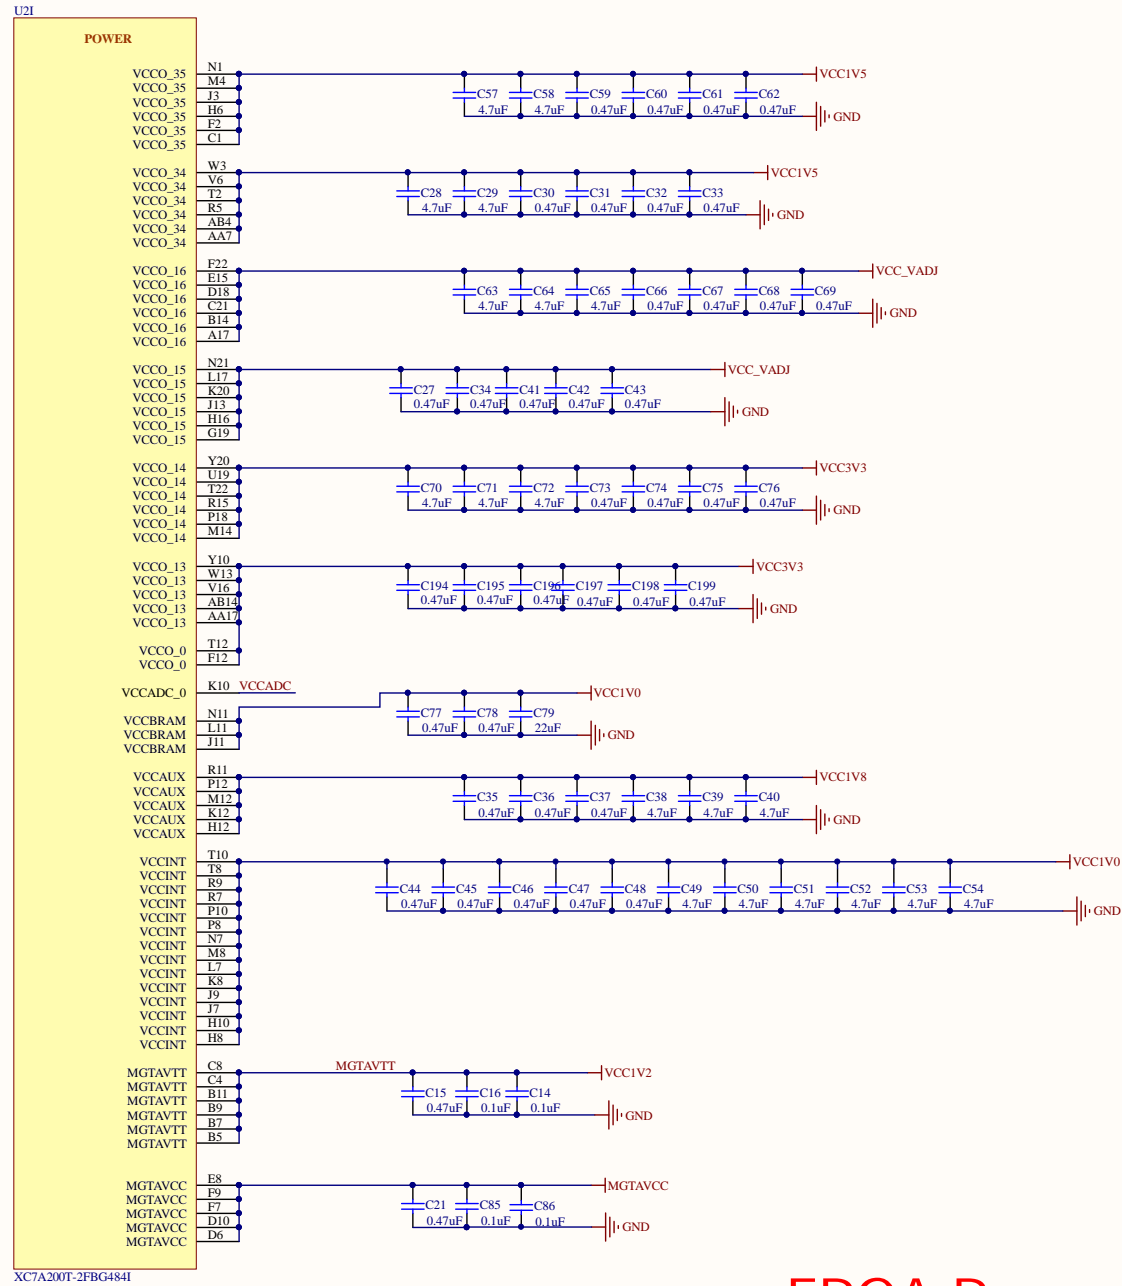 U2I
POWER
VCCO_35 N1 VCC1V5
VCCO_35 M4
VCCO_35 J3 C57 C58 C59 C60 C61 C62
VCCO_35 H6 4.7uF 4.7uF 0.47uF 0.47uF 0.47uF 0.47uF
VCCO_35 F2 GND
VCCO_35 C1
VCCO_34 W3 VCC1V5
VCCO_34 V6
VCCO_34 T2 C28 C29 C30 C31 C32 C33
VCCO_34 R5 4.7uF 4.7uF 0.47uF 0.47uF 0.47uF 0.47uF
VCCO_34 AB4 GND
VCCO_34 AA7
VCCO_16 F22 VCC_VADJ
VCCO_16 E15
VCCO_16 D18 C63 C64 C65 C66 C67 C68 C69
VCCO_16 C21 4.7uF 4.7uF 4.7uF 0.47uF 0.47uF 0.47uF 0.47uF
VCCO_16 B14 GND
VCCO_16 A17
VCCO_15 N21 VCC_VADJ
VCCO_15 L17
VCCO_15 K20 C27 C34 C41 C42 C43
VCCO_15 J13 0.47uF 0.47uF 0.47uF 0.47uF 0.47uF
VCCO_15 H16 GND
VCCO_15 G19
VCCO_14 Y20 VCC3V3
VCCO_14 U19
VCCO_14 T22 C70 C71 C72 C73 C74 C75 C76
VCCO_14 R15 4.7uF 4.7uF 4.7uF 0.47uF 0.47uF 0.47uF 0.47uF
VCCO_14 P18 GND
VCCO_14 M14
VCCO_13 Y10 VCC3V3
VCCO_13 W13
VCCO_13 V16 C194 C195 C196 C197 C198 C199
VCCO_13 AB14 0.47uF 0.47uF 0.47uF 0.47uF 0.47uF 0.47uF
VCCO_13 AA17 GND
VCCO_0 T12
VCCO_0 F12
VCCADC_0 K10 VCCADC VCC1V0
VCCBRAM N11 C77 C78 C79
VCCBRAM L11 0.47uF 0.47uF 22uF GND
VCCBRAM J11
VCCAUX R11 VCC1V8
VCCAUX P12
VCCAUX M12 C35 C36 C37 C38 C39 C40
VCCAUX K12 0.47uF 0.47uF 0.47uF 4.7uF 4.7uF 4.7uF
VCCAUX H12 GND
VCCINT T10 VCC1V0
VCCINT T8
VCCINT R9 C44 C45 C46 C47 C48 C49 C50 C51 C52 C53 C54
VCCINT R7 0.47uF 0.47uF 0.47uF 0.47uF 0.47uF 4.7uF 4.7uF 4.7uF 4.7uF 4.7uF 4.7uF
VCCINT P10 GND
VCCINT P8
VCCINT N7
VCCINT M8
VCCINT L7
VCCINT K8
VCCINT J9
VCCINT J7
VCCINT H10
VCCINT H8
MGTAVTT C8 MGTAVTT VCC1V2
MGTAVTT C4
MGTAVTT B11 C15 C16 C14
MGTAVTT B9 0.47uF 0.1uF 0.1uF
MGTAVTT B7 GND
MGTAVTT B5
MGTAVCC E8 MGTAVCC
MGTAVCC F9
MGTAVCC F7 C21 C85 C86
MGTAVCC D10 0.47uF 0.1uF 0.1uF GND
MGTAVCC D6
XC7A200T-2FBG484I